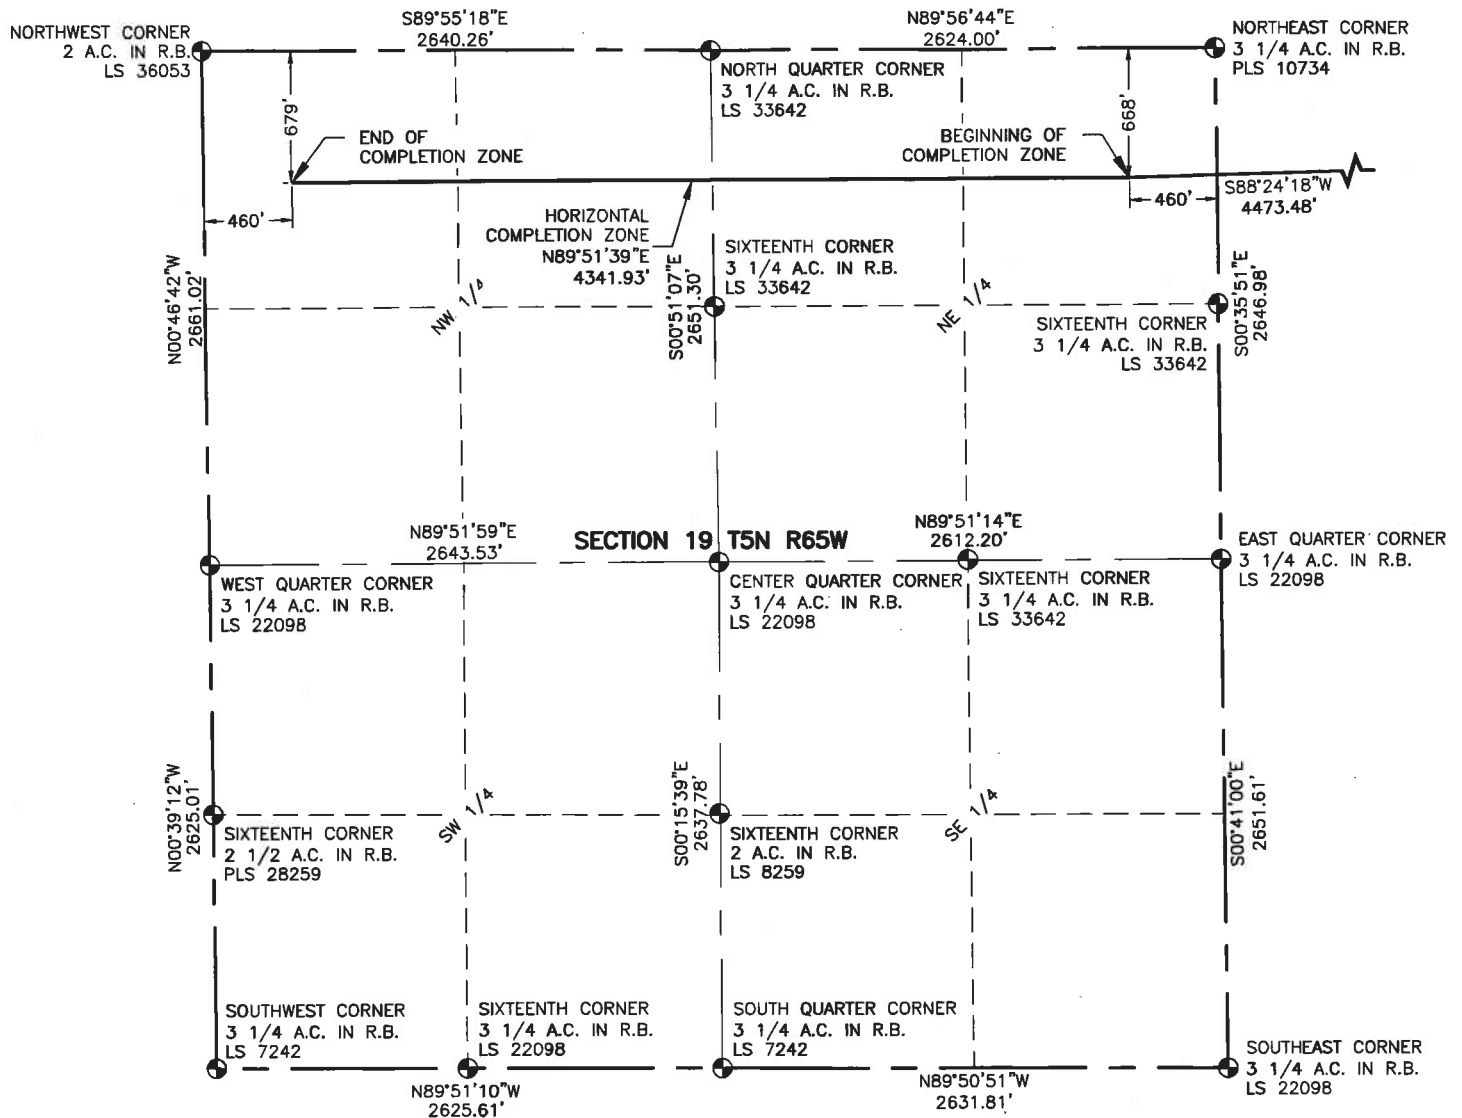 NORTHWEST CORNER
2 A.C. IN R.B.
LS 36053
S89°55'18"E
2640.26'
N89°56'44"E
2624.00'
NORTHEAST CORNER
3 1/4 A.C. IN R.B.
PLS 10734
NORTH QUARTER CORNER
3 1/4 A.C. IN R.B.
LS 33642
679'
668'
END OF
COMPLETION ZONE
BEGINNING OF
COMPLETION ZONE
460'
460'
S88°24'18"W
4473.48'
HORIZONTAL
COMPLETION ZONE
N89°51'39"E
4341.93'
SIXTEENTH CORNER
3 1/4 A.C. IN R.B.
LS 33642
N00°46'42"W
2661.02'
NW 1/4
S00°51'07"E
2651.30'
NE 1/4
SIXTEENTH CORNER
3 1/4 A.C. IN R.B.
LS 33642
S00°35'51"E
2646.98'
N89°51'59"E
2643.53'
SECTION 19 T5N R65W
N89°51'14"E
2612.20'
EAST QUARTER CORNER
3 1/4 A.C. IN R.B.
LS 22098
WEST QUARTER CORNER
3 1/4 A.C. IN R.B.
LS 22098
CENTER QUARTER CORNER
3 1/4 A.C. IN R.B.
LS 22098
SIXTEENTH CORNER
3 1/4 A.C. IN R.B.
LS 33642
N00°39'12"W
2625.01'
SW 1/4
S00°15'39"E
2637.78'
SE 1/4
S00°41'00"E
2651.61'
SIXTEENTH CORNER
2 1/2 A.C. IN R.B.
PLS 28259
SIXTEENTH CORNER
2 A.C. IN R.B.
LS 8259
SOUTHWEST CORNER
3 1/4 A.C. IN R.B.
LS 7242
SIXTEENTH CORNER
3 1/4 A.C. IN R.B.
LS 22098
SOUTH QUARTER CORNER
3 1/4 A.C. IN R.B.
LS 7242
SOUTHEAST CORNER
3 1/4 A.C. IN R.B.
LS 22098
N89°51'10"W
2625.61'
N89°50'51"W
2631.81'